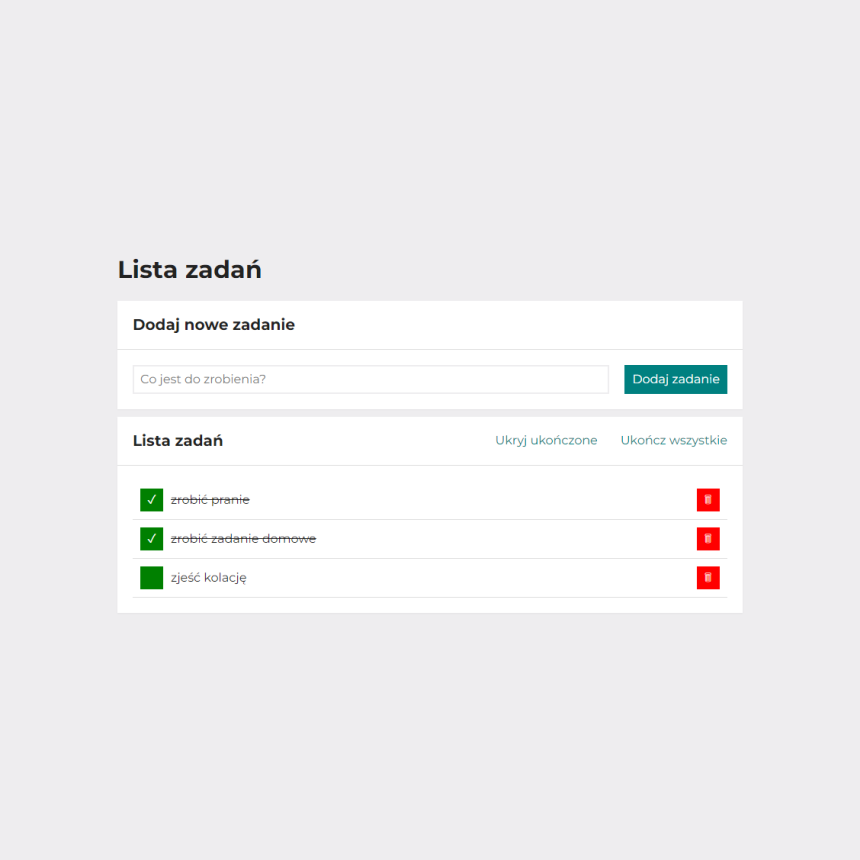 Lista zadań
Dodaj nowe zadanie
Co jest do zrobienia?
Dodaj zadanie
Lista zadań
Ukryj ukończone
Ukończ wszystkie
✓ zrobić pranie
✓ zrobić zadanie domowe
zjeść kolację